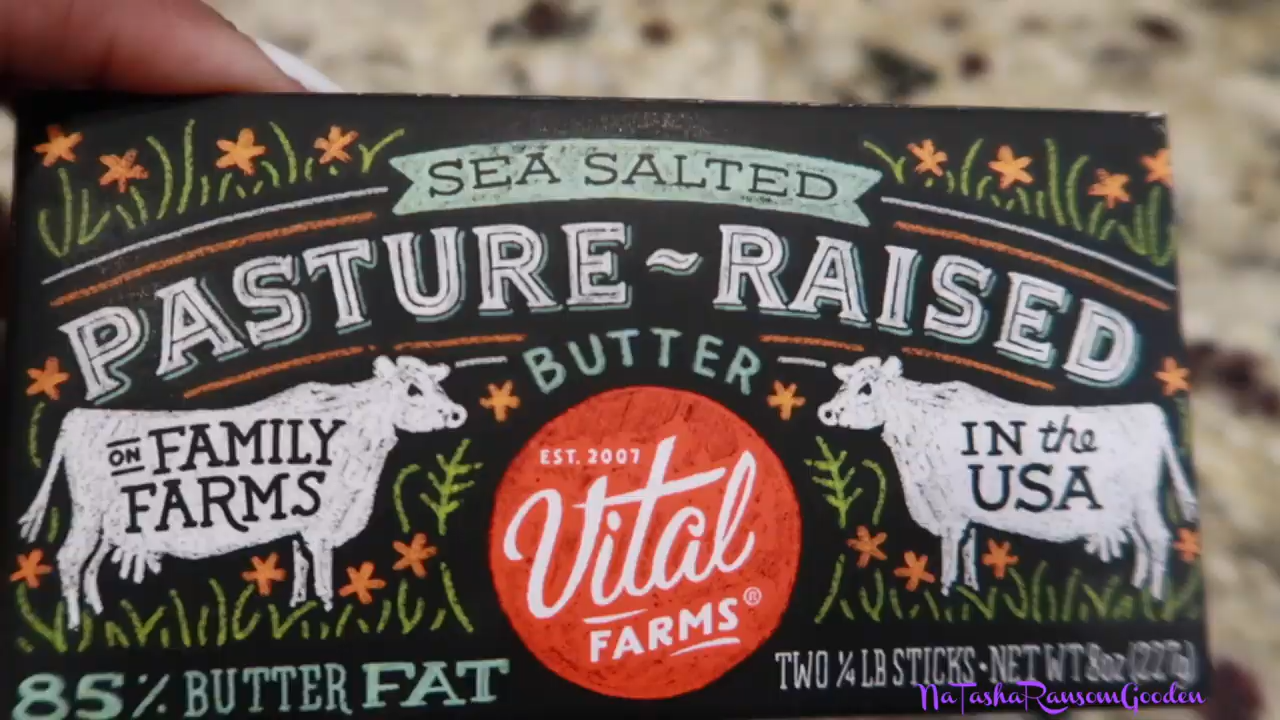 SEA SALTED
PASTURE~RAISED
BUTTER
ON FAMILY
FARMS
IN the
USA
EST. 2007
Vital
FARMS®
85% BUTTER FAT
TWO ¼ LB STICKS · NET WT 8oz (227g)
NaTashaRansomGooden